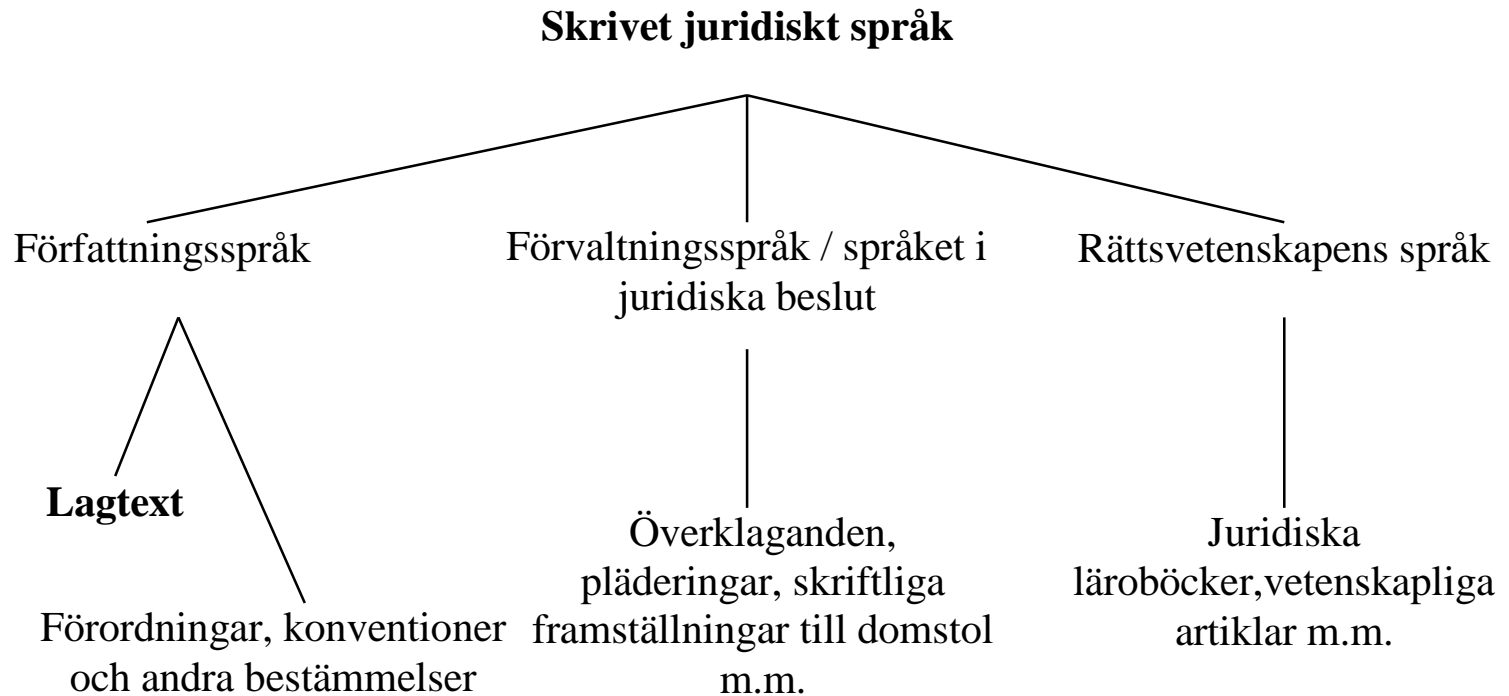 Skrivet juridiskt språk
Författningsspråk
Förvaltningsspråk / språket i
juridiska beslut
Rättsvetenskapens språk
Lagtext
Förordningar, konventioner
och andra bestämmelser
Överklaganden,
pläderingar, skriftliga
framställningar till domstol
m.m.
Juridiska
läroböcker,vetenskapliga
artiklar m.m.